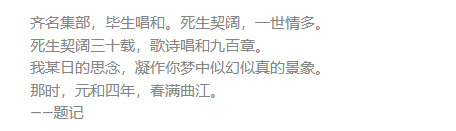 齐名集部，毕生唱和。死生契阔，一世情多。
死生契阔三十载，歌诗唱和九百章。
我某日的思念，凝作你梦中似幻似真的景象。
那时，元和四年，春满曲江。
——题记